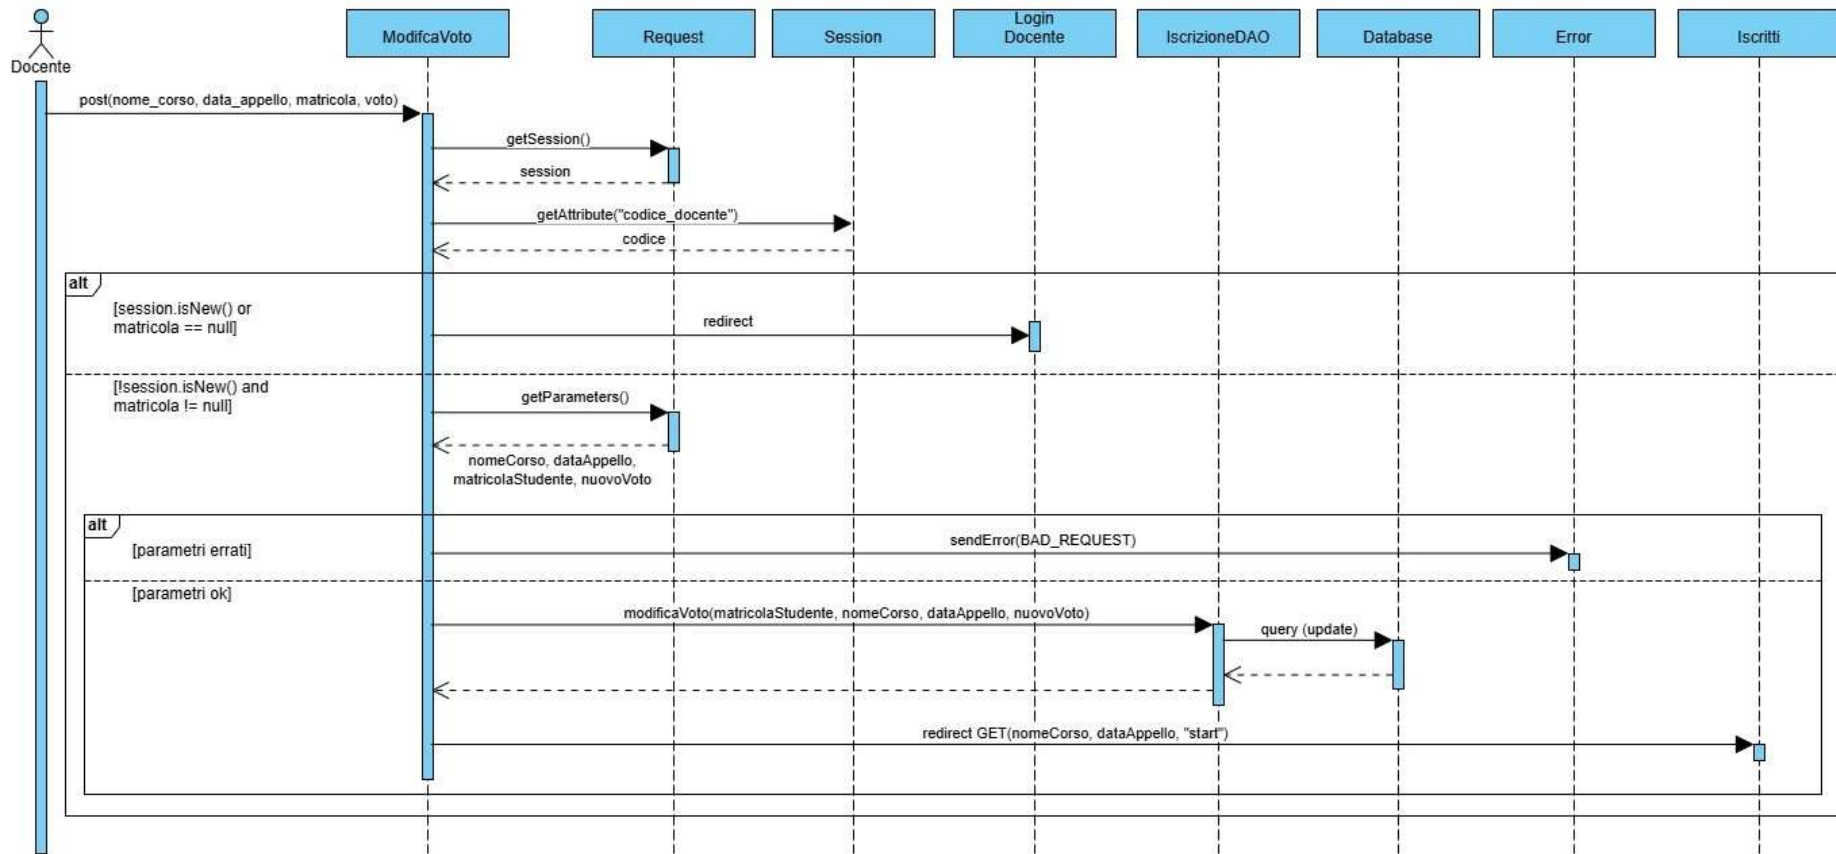 Docente
ModifcaVoto
Request
Session
Login
Docente
IscrizioneDAO
Database
Error
Iscritti
post(nome_corso, data_appello, matricola, voto)
getSession()
session
getAttribute("codice_docente")
codice
alt
[session.isNew() or
matricola == null]
redirect
[!session.isNew() and
matricola != null]
getParameters()
nomeCorso, dataAppello,
matricolaStudente, nuovoVoto
alt
[parametri errati]
sendError(BAD_REQUEST)
[parametri ok]
modificaVoto(matricolaStudente, nomeCorso, dataAppello, nuovoVoto)
query (update)
redirect GET(nomeCorso, dataAppello, "start")